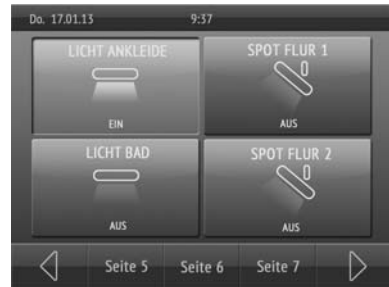 Do. 17.01.13 9:37
LICHT ANKLEIDE
EIN
SPOT FLUR 1
AUS
LICHT BAD
AUS
SPOT FLUR 2
AUS
Seite 5 Seite 6 Seite 7